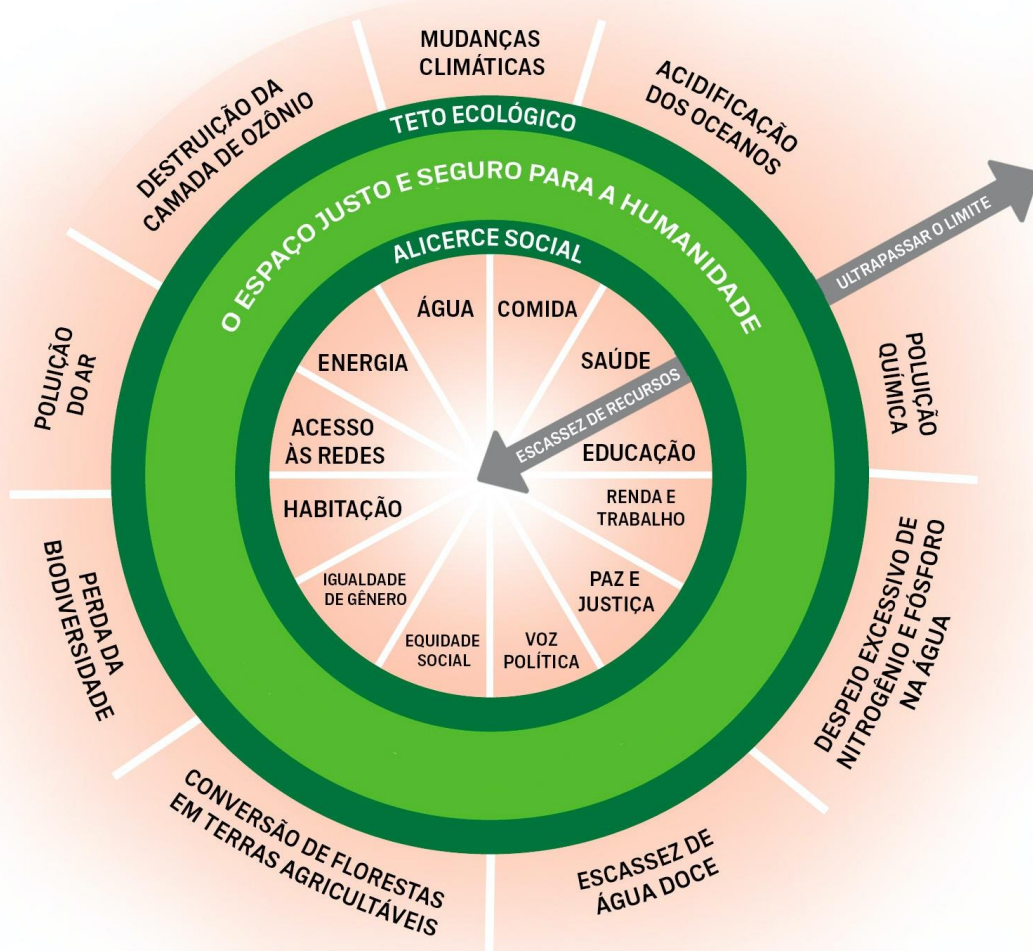 MUDANÇAS
CLIMÁTICAS
ACIDIFICAÇÃO
DOS OCEANOS
DESTRUIÇÃO DA
CAMADA DE OZÔNIO
TETO ECOLÓGICO
O ESPAÇO JUSTO E SEGURO PARA A HUMANIDADE
ALICERCE SOCIAL
ULTRAPASSAR O LIMITE
ÁGUA
COMIDA
ENERGIA
SAÚDE
ESCASSEZ DE RECURSOS
ACESSO
ÀS REDES
EDUCAÇÃO
HABITAÇÃO
RENDA E
TRABALHO
IGUALDADE
DE GÊNERO
PAZ E
JUSTIÇA
EQUIDADE
SOCIAL
VOZ
POLÍTICA
POLUIÇÃO
DO AR
POLUIÇÃO
QUÍMICA
PERDA DA
BIODIVERSIDADE
DESPEJO EXCESSIVO DE
NITROGÊNIO E FÓSFORO
NA ÁGUA
CONVERSÃO DE FLORESTAS
EM TERRAS AGRICULTÁVEIS
ESCASSEZ DE
ÁGUA DOCE